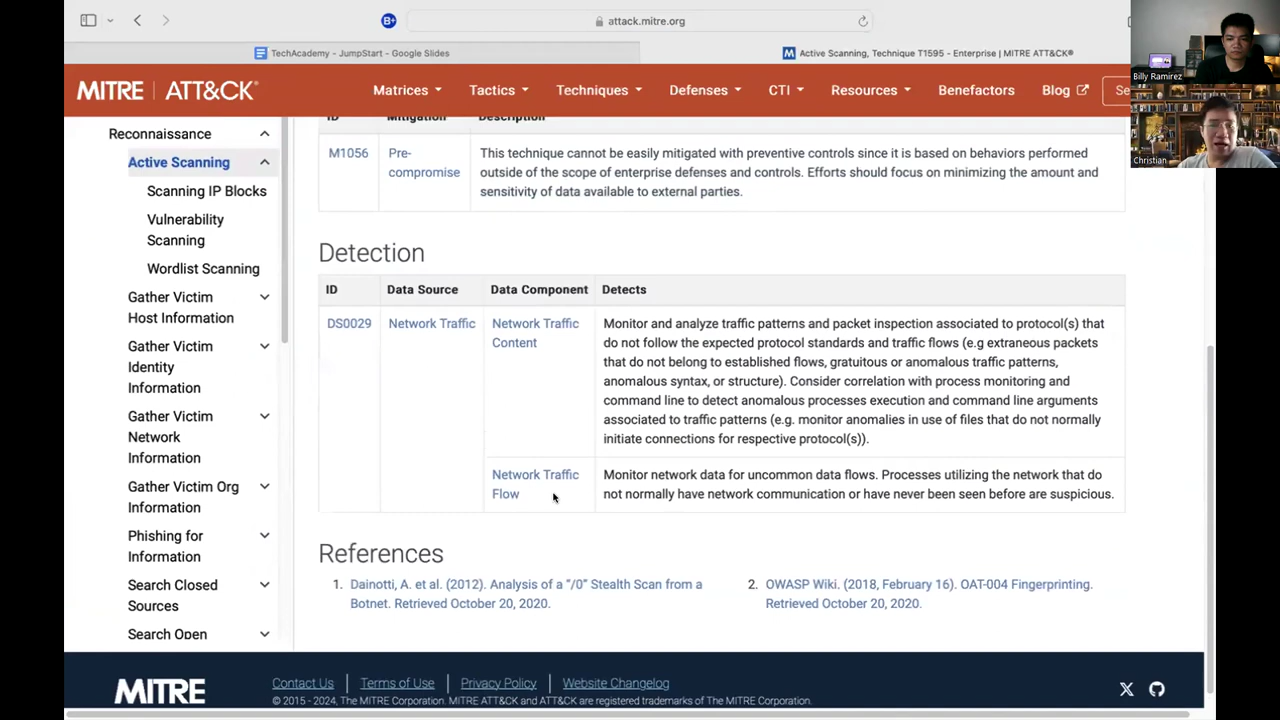 attack.mitre.org
TechAcademy - JumpStart - Google Slides
Active Scanning, Technique T1595 - Enterprise | MITRE ATT&CK®
Billy Ramirez
Christian
MITRE | ATT&CK®
Matrices
Tactics
Techniques
Defenses
CTI
Resources
Benefactors
Blog
Se
Reconnaissance
Active Scanning
Scanning IP Blocks
Vulnerability
Scanning
Wordlist Scanning
Gather Victim
Host Information
Gather Victim
Identity
Information
Gather Victim
Network
Information
Gather Victim Org
Information
Phishing for
Information
Search Closed
Sources
Search Open
ID Mitigation Description
M1056
Pre-
compromise
This technique cannot be easily mitigated with preventive controls since it is based on behaviors performed
outside of the scope of enterprise defenses and controls. Efforts should focus on minimizing the amount and
sensitivity of data available to external parties.
Detection
ID Data Source Data Component Detects
DS0029
Network Traffic
Network Traffic
Content
Monitor and analyze traffic patterns and packet inspection associated to protocol(s) that
do not follow the expected protocol standards and traffic flows (e.g extraneous packets
that do not belong to established flows, gratuitous or anomalous traffic patterns,
anomalous syntax, or structure). Consider correlation with process monitoring and
command line to detect anomalous processes execution and command line arguments
associated to traffic patterns (e.g. monitor anomalies in use of files that do not normally
initiate connections for respective protocol(s)).
Network Traffic
Flow
Monitor network data for uncommon data flows. Processes utilizing the network that do
not normally have network communication or have never been seen before are suspicious.
References
1. Dainotti, A. et al. (2012). Analysis of a “/0” Stealth Scan from a
Botnet. Retrieved October 20, 2020.
2. OWASP Wiki. (2018, February 16). OAT-004 Fingerprinting.
Retrieved October 20, 2020.
MITRE
Contact Us
Terms of Use
Privacy Policy
Website Changelog
© 2015 - 2024, The MITRE Corporation. MITRE ATT&CK and ATT&CK are registered trademarks of The MITRE Corporation.